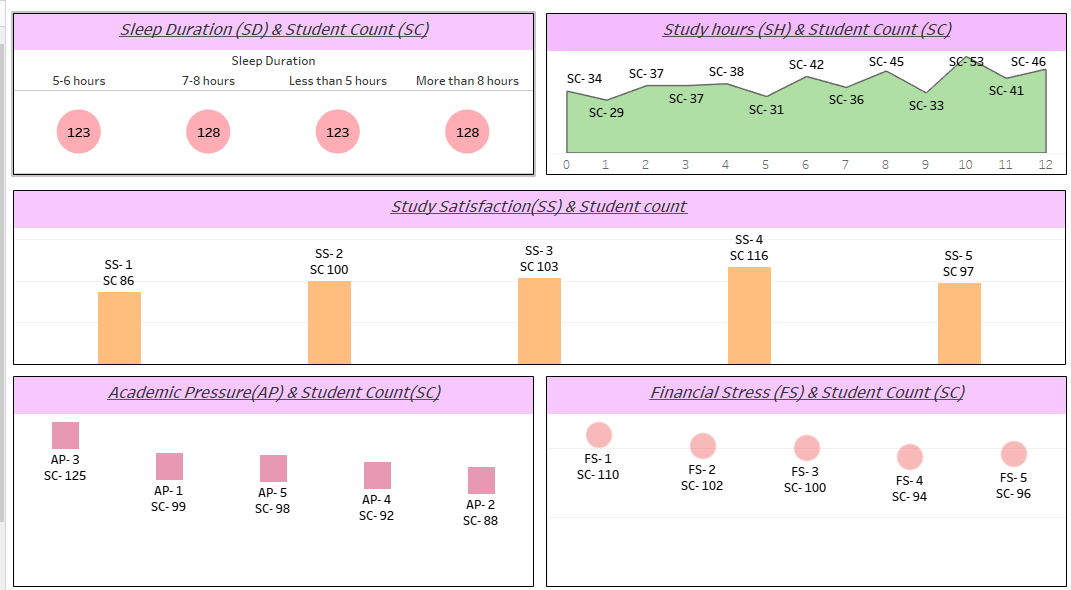 Sleep Duration (SD) & Student Count (SC)
Sleep Duration
5-6 hours 7-8 hours Less than 5 hours More than 8 hours
123 128 123 128
Study hours (SH) & Student Count (SC)
SC- 34 SC- 29 SC- 37 SC- 37 SC- 38 SC- 31 SC- 42 SC- 36 SC- 45 SC- 33 SC- 53 SC- 41 SC- 46
0 1 2 3 4 5 6 7 8 9 10 11 12
Study Satisfaction(SS) & Student count
SS- 1
SC 86
SS- 2
SC 100
SS- 3
SC 103
SS- 4
SC 116
SS- 5
SC 97
Academic Pressure(AP) & Student Count(SC)
AP- 3
SC- 125
AP- 1
SC- 99
AP- 5
SC- 98
AP- 4
SC- 92
AP- 2
SC- 88
Financial Stress (FS) & Student Count (SC)
FS- 1
SC- 110
FS- 2
SC- 102
FS- 3
SC- 100
FS- 4
SC- 94
FS- 5
SC- 96